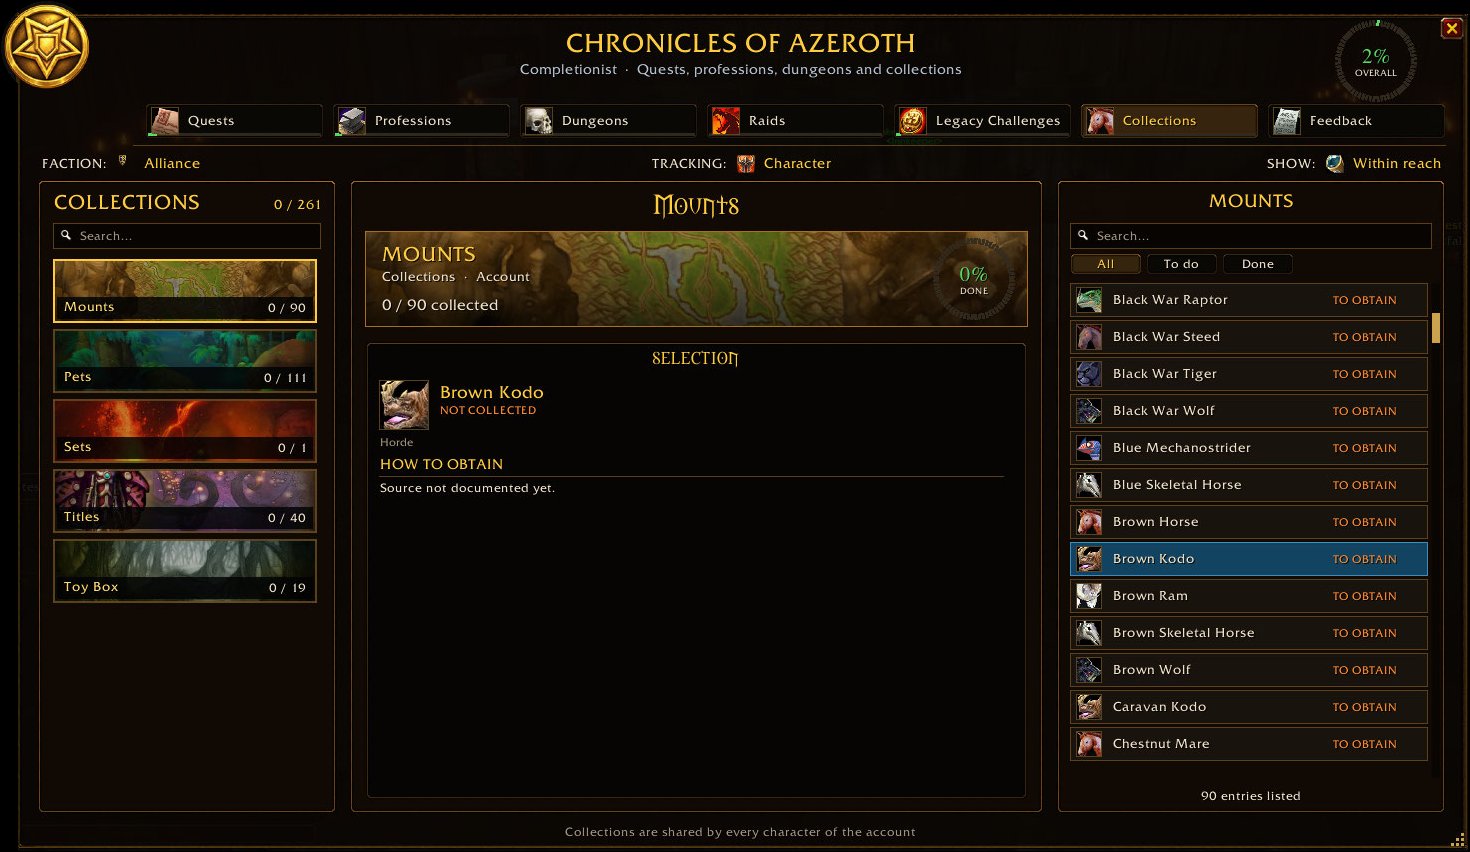 CHRONICLES OF AZEROTH
Completionist · Quests, professions, dungeons and collections
2%
OVERALL
Quests
Professions
Dungeons
Raids
Legacy Challenges
Collections
Feedback
FACTION: Alliance
TRACKING: Character
SHOW: Within reach
COLLECTIONS 0 / 261
Search...
Mounts 0 / 90
Pets 0 / 111
Sets 0 / 1
Titles 0 / 40
Toy Box 0 / 19
Mounts
MOUNTS
Collections · Account
0 / 90 collected
0%
DONE
SELECTION
Brown Kodo
NOT COLLECTED
Horde
HOW TO OBTAIN
Source not documented yet.
MOUNTS
Search...
All To do Done
Black War Raptor TO OBTAIN
Black War Steed TO OBTAIN
Black War Tiger TO OBTAIN
Black War Wolf TO OBTAIN
Blue Mechanostrider TO OBTAIN
Blue Skeletal Horse TO OBTAIN
Brown Horse TO OBTAIN
Brown Kodo TO OBTAIN
Brown Ram TO OBTAIN
Brown Skeletal Horse TO OBTAIN
Brown Wolf TO OBTAIN
Caravan Kodo TO OBTAIN
Chestnut Mare TO OBTAIN
90 entries listed
Collections are shared by every character of the account